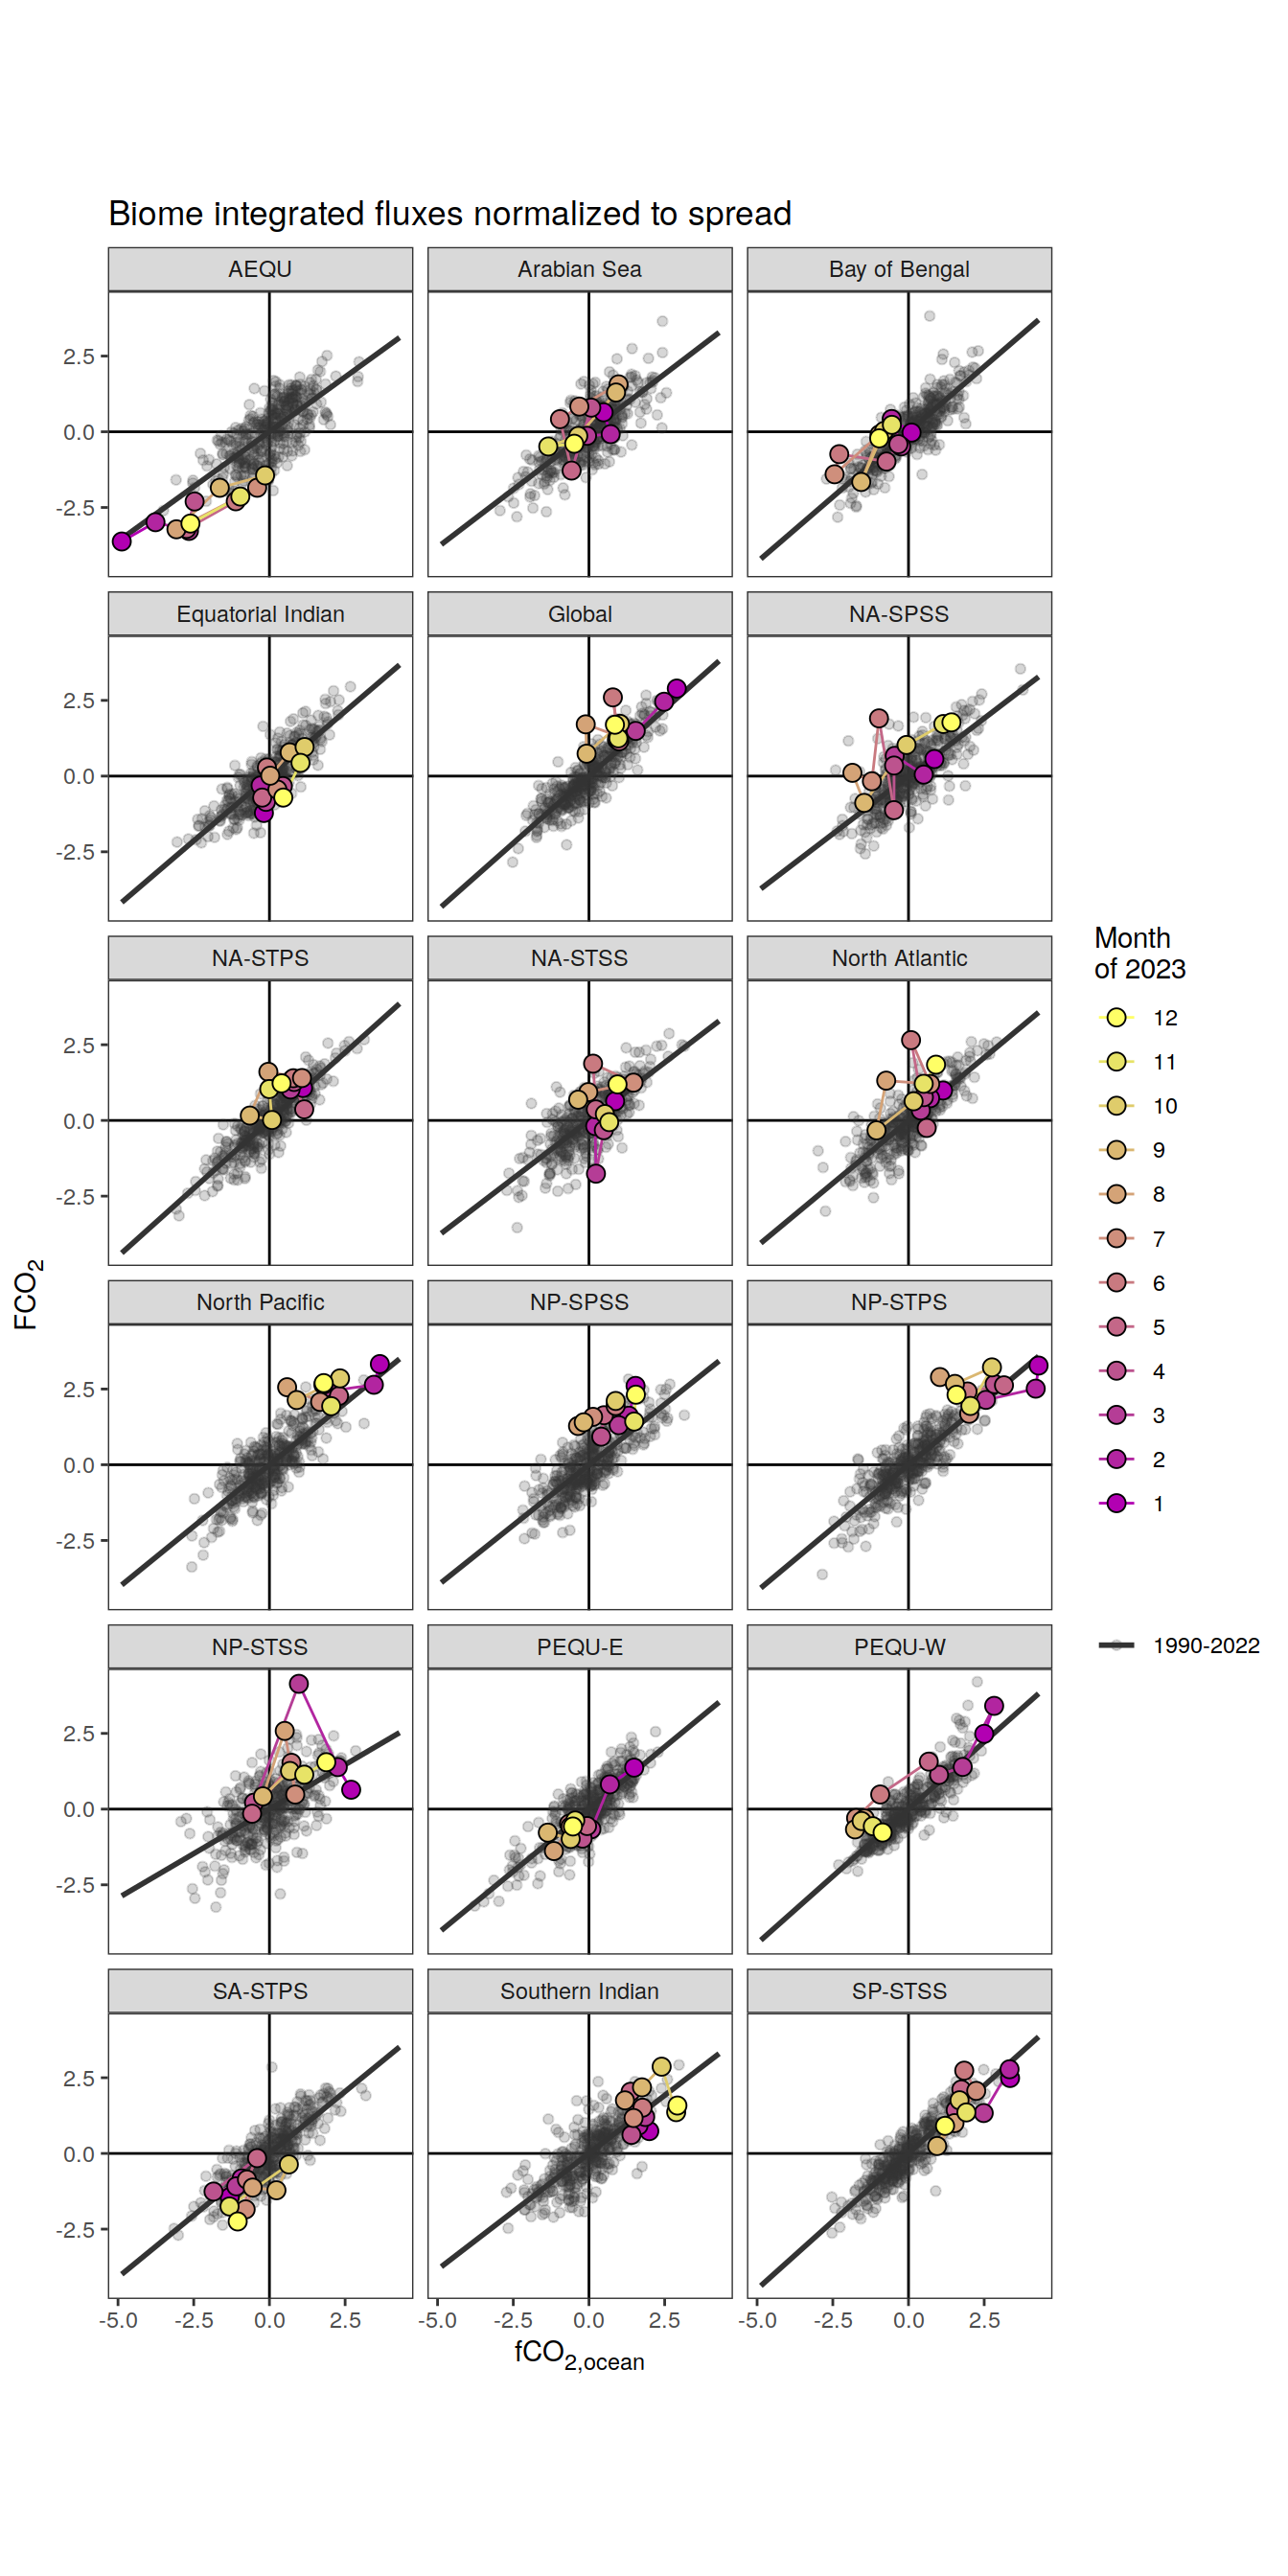 Biome integrated fluxes normalized to spread
AEQU
Arabian Sea
Bay of Bengal
2.5
0.0
-2.5
Equatorial Indian
Global
NA-SPSS
2.5
0.0
-2.5
NA-STPS
NA-STSS
North Atlantic
2.5
0.0
-2.5
North Pacific
NP-SPSS
NP-STPS
2.5
0.0
-2.5
NP-STSS
PEQU-E
PEQU-W
2.5
0.0
-2.5
SA-STPS
Southern Indian
SP-STSS
2.5
0.0
-2.5
-5.0 -2.5 0.0 2.5
-5.0 -2.5 0.0 2.5
-5.0 -2.5 0.0 2.5
fCO2,ocean
FCO2
Month
of 2023
12
11
10
9
8
7
6
5
4
3
2
1
1990-2022